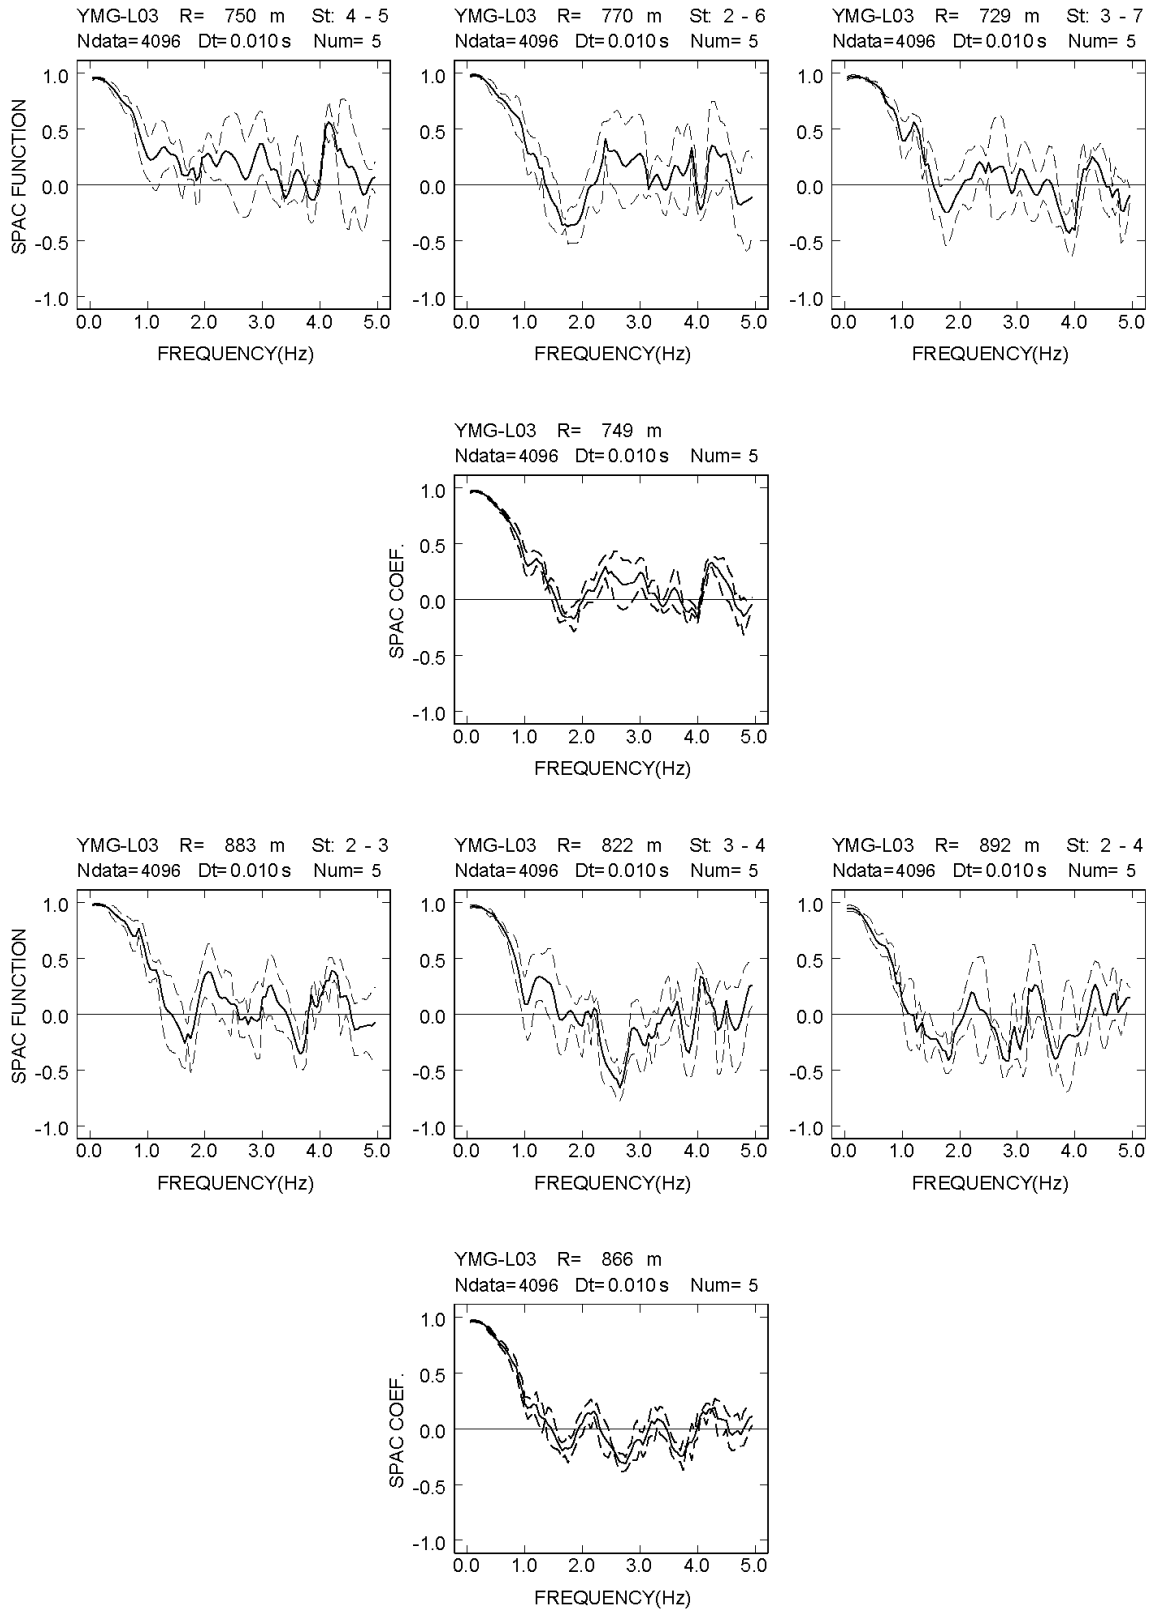 YMG-L03 R= 750 m St: 4 - 5
Ndata=4096 Dt=0.010 s Num= 5
YMG-L03 R= 770 m St: 2 - 6
Ndata=4096 Dt=0.010 s Num= 5
YMG-L03 R= 729 m St: 3 - 7
Ndata=4096 Dt=0.010 s Num= 5
SPAC FUNCTION
1.0
0.5
0.0
-0.5
-1.0
0.0 1.0 2.0 3.0 4.0 5.0
FREQUENCY(Hz)
1.0
0.5
0.0
-0.5
-1.0
0.0 1.0 2.0 3.0 4.0 5.0
FREQUENCY(Hz)
1.0
0.5
0.0
-0.5
-1.0
0.0 1.0 2.0 3.0 4.0 5.0
FREQUENCY(Hz)
YMG-L03 R= 749 m
Ndata=4096 Dt=0.010 s Num= 5
SPAC COEF.
1.0
0.5
0.0
-0.5
-1.0
0.0 1.0 2.0 3.0 4.0 5.0
FREQUENCY(Hz)
YMG-L03 R= 883 m St: 2 - 3
Ndata=4096 Dt=0.010 s Num= 5
YMG-L03 R= 822 m St: 3 - 4
Ndata=4096 Dt=0.010 s Num= 5
YMG-L03 R= 892 m St: 2 - 4
Ndata=4096 Dt=0.010 s Num= 5
SPAC FUNCTION
1.0
0.5
0.0
-0.5
-1.0
0.0 1.0 2.0 3.0 4.0 5.0
FREQUENCY(Hz)
1.0
0.5
0.0
-0.5
-1.0
0.0 1.0 2.0 3.0 4.0 5.0
FREQUENCY(Hz)
1.0
0.5
0.0
-0.5
-1.0
0.0 1.0 2.0 3.0 4.0 5.0
FREQUENCY(Hz)
YMG-L03 R= 866 m
Ndata=4096 Dt=0.010 s Num= 5
SPAC COEF.
1.0
0.5
0.0
-0.5
-1.0
0.0 1.0 2.0 3.0 4.0 5.0
FREQUENCY(Hz)